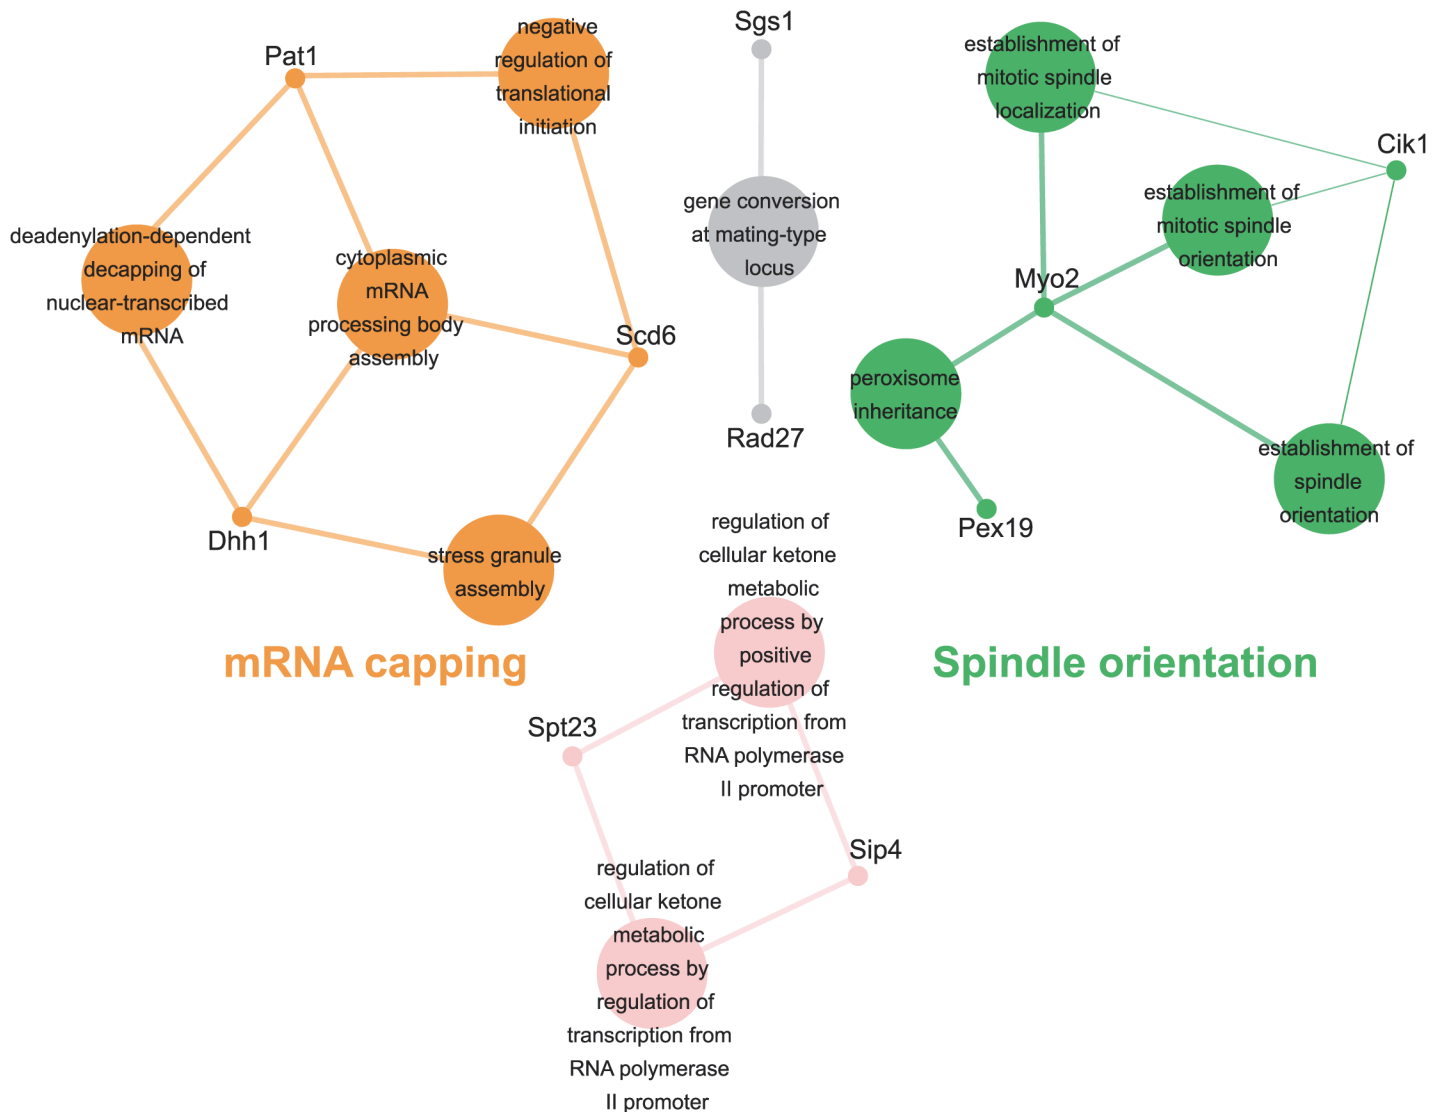 Pat1
negative
regulation of
translational
initiation
deadenylation-dependent
decapping of
nuclear-transcribed
mRNA
cytoplasmic
mRNA
processing body
assembly
Scd6
Dhh1
stress granule
assembly
mRNA capping
Sgs1
gene conversion
at mating-type
locus
Rad27
establishment of
mitotic spindle
localization
Cik1
establishment of
mitotic spindle
orientation
Myo2
peroxisome
inheritance
Pex19
establishment of
spindle
orientation
Spindle orientation
regulation of
cellular ketone
metabolic
process by
positive
regulation of
transcription from
RNA polymerase
II promoter
Spt23
Sip4
regulation of
cellular ketone
metabolic
process by
regulation of
transcription from
RNA polymerase
II promoter